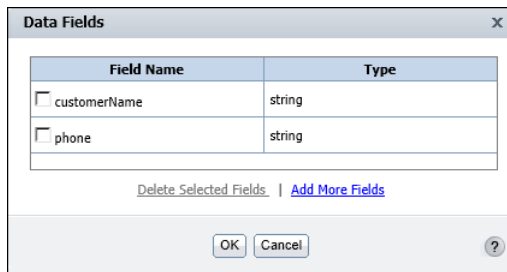 Data Fields x
Field Name Type
customerName string
phone string
Delete Selected Fields | Add More Fields
OK Cancel ?